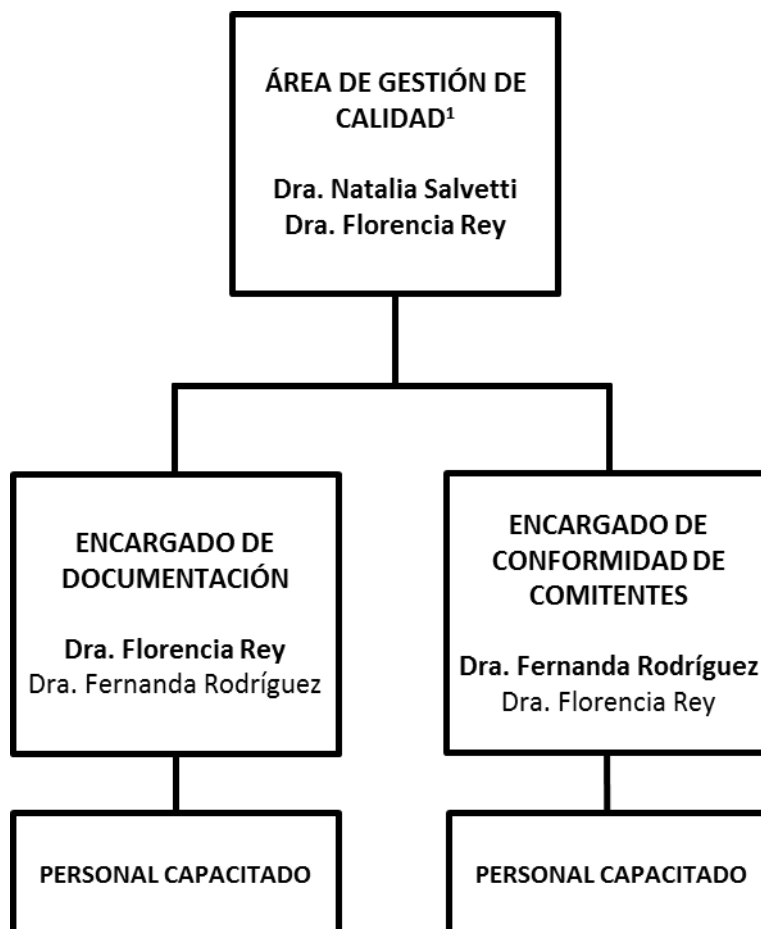 ÁREA DE GESTIÓN DE
CALIDAD¹
Dra. Natalia Salvetti
Dra. Florencia Rey
ENCARGADO DE
DOCUMENTACIÓN
Dra. Florencia Rey
Dra. Fernanda Rodríguez
ENCARGADO DE
CONFORMIDAD DE
COMITENTES
Dra. Fernanda Rodríguez
Dra. Florencia Rey
PERSONAL CAPACITADO
PERSONAL CAPACITADO